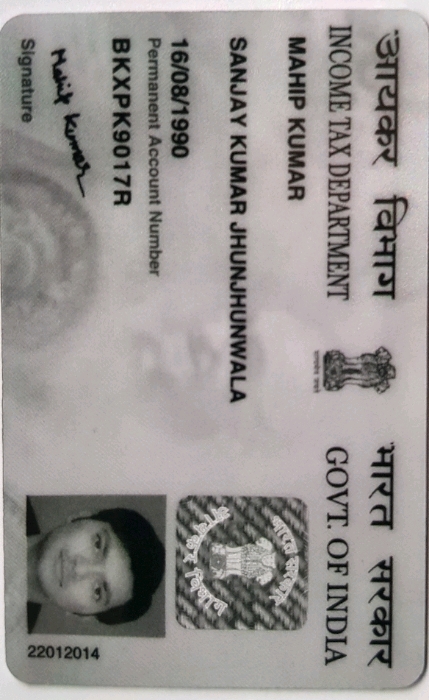 आयकर विभाग
INCOME TAX DEPARTMENT
भारत सरकार
GOVT. OF INDIA
MAHIP KUMAR
SANJAY KUMAR JHUNJHUNWALA
16/08/1990
Permanent Account Number
BKXPK9017R
Mahip Kumar
Signature
22012014